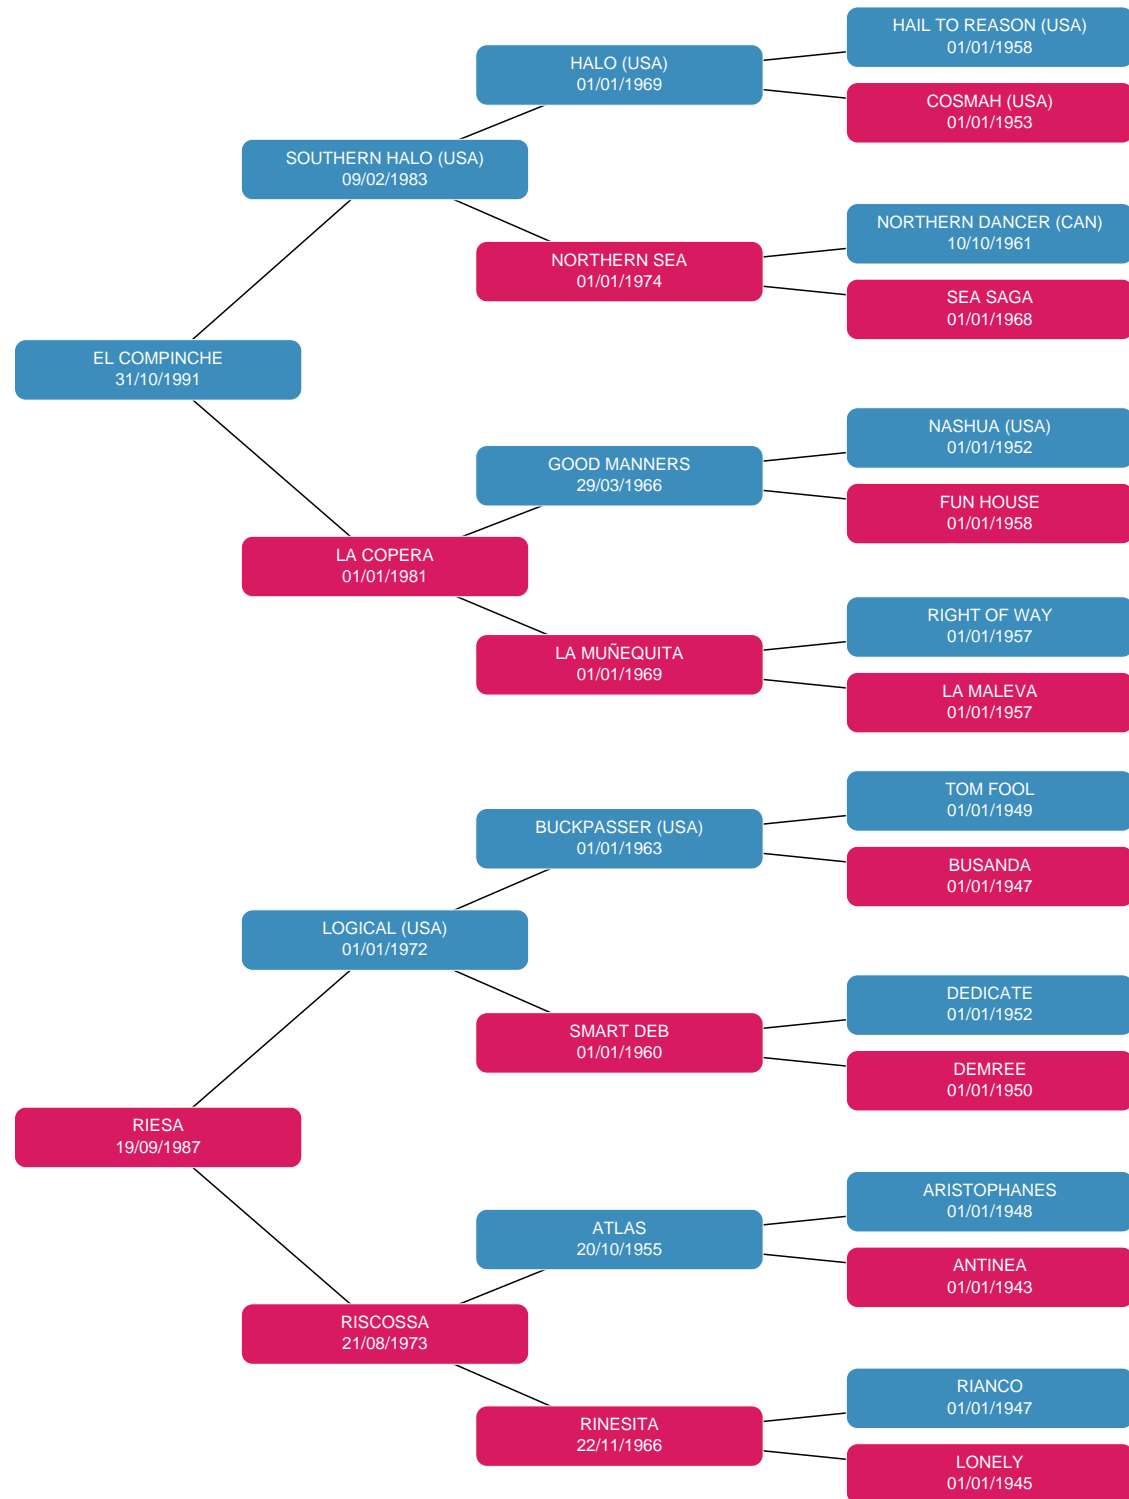 HAIL TO REASON (USA)
01/01/1958
HALO (USA)
01/01/1969
COSMAH (USA)
01/01/1953
SOUTHERN HALO (USA)
09/02/1983
NORTHERN DANCER (CAN)
10/10/1961
NORTHERN SEA
01/01/1974
SEA SAGA
01/01/1968
EL COMPINCHE
31/10/1991
NASHUA (USA)
01/01/1952
GOOD MANNERS
29/03/1966
FUN HOUSE
01/01/1958
LA COPERA
01/01/1981
RIGHT OF WAY
01/01/1957
LA MUÑEQUITA
01/01/1969
LA MALEVA
01/01/1957
TOM FOOL
01/01/1949
BUCKPASSER (USA)
01/01/1963
BUSANDA
01/01/1947
LOGICAL (USA)
01/01/1972
DEDICATE
01/01/1952
SMART DEB
01/01/1960
DEMREE
01/01/1950
RIESA
19/09/1987
ARISTOPHANES
01/01/1948
ATLAS
20/10/1955
ANTINEA
01/01/1943
RISCOSSA
21/08/1973
RIANCO
01/01/1947
RINESITA
22/11/1966
LONELY
01/01/1945